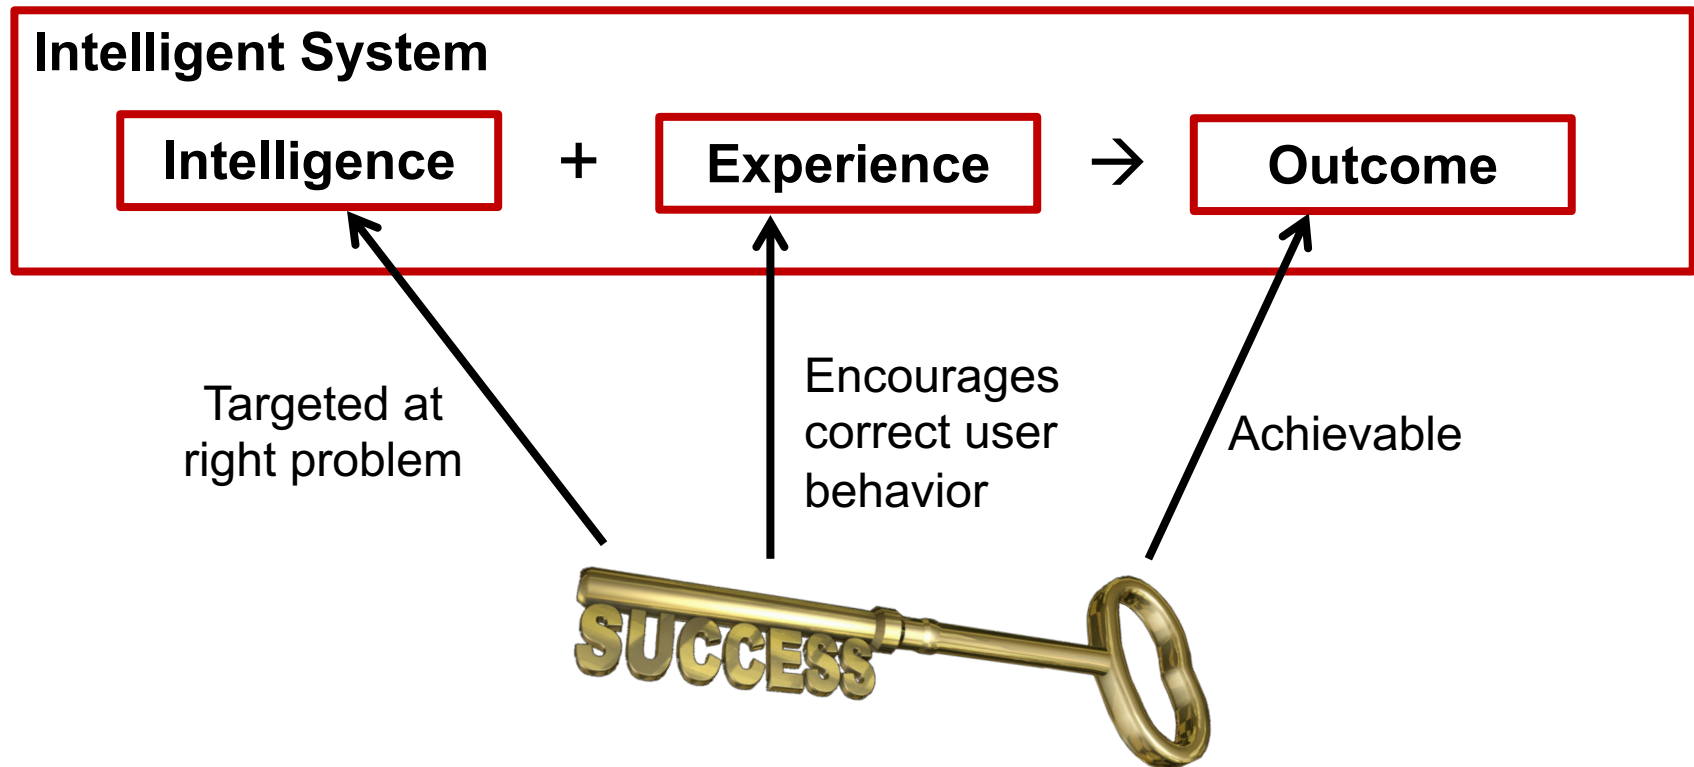 Intelligent System
Intelligence + Experience → Outcome
Targeted at
right problem
Encourages
correct user
behavior
Achievable
SUCCESS